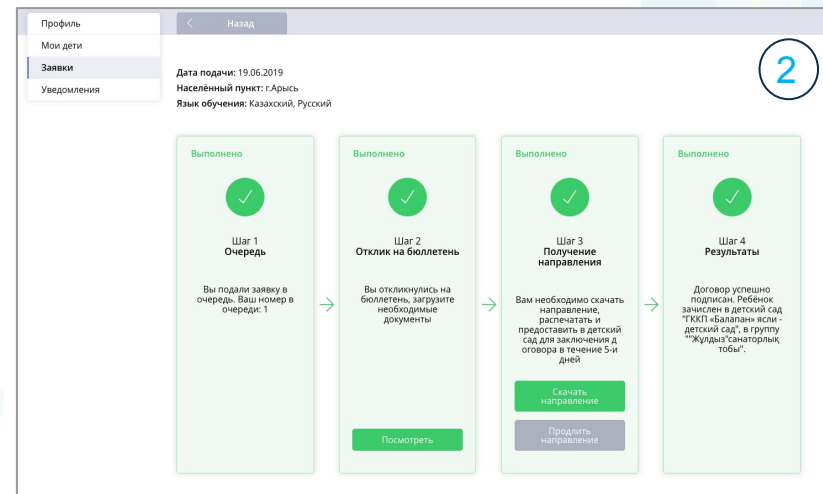 Профиль
Мои дети
Заявки
Уведомления
Назад
2
Дата подачи: 19.06.2019
Населённый пункт: г.Арысь
Язык обучения: Казахский, Русский
Выполнено
Шаг 1
Очередь
Вы подали заявку в
очередь. Ваш номер в
очереди: 1
Выполнено
Шаг 2
Отклик на бюллетень
Вы откликнулись на
бюллетень, загрузите
необходимые
документы
Посмотреть
Выполнено
Шаг 3
Получение
направления
Вам необходимо скачать
направление,
распечатать и
предоставить в детский
сад для заключения д
оговора в течение 5-и
дней
Скачать
направление
Продлить
направление
Выполнено
Шаг 4
Результаты
Договор успешно
подписан. Ребёнок
зачислен в детский сад
"ГККП «Балапан» ясли -
детский сад", в группу
""Жұлдыз"санаторлық
тобы".